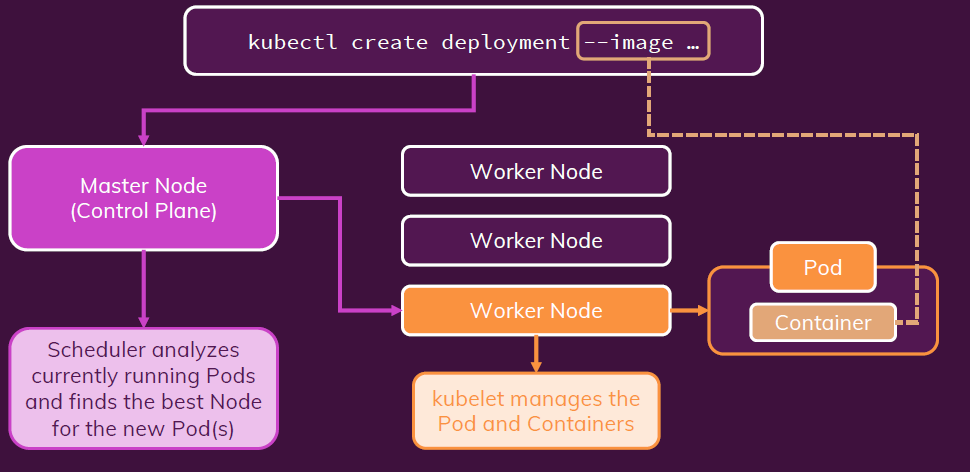 kubectl create deployment --image …
Master Node
(Control Plane)
Worker Node
Worker Node
Worker Node
Pod
Container
Scheduler analyzes
currently running Pods
and finds the best Node
for the new Pod(s)
kubelet manages the
Pod and Containers